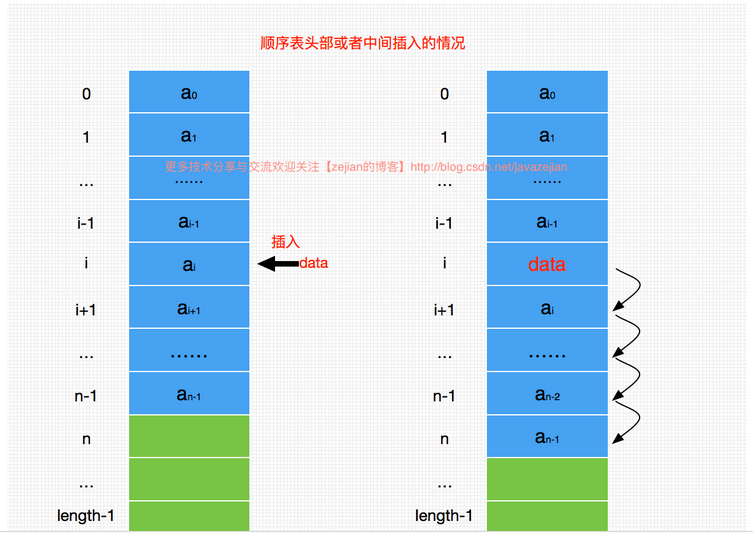 顺序表头部或者中间插入的情况
0 a0 0 a0
1 a1 1 a1
更多技术分享与交流欢迎关注【zejian的博客】http://blog.csdn.net/javazejian
... ...... ... ......
i-1 ai-1 i-1 ai-1
插入
i ai data i data
i+1 ai+1 i+1 ai
... ...... ... ......
n-1 an-1 n-1 an-2
n n an-1
... ...
length-1 length-1